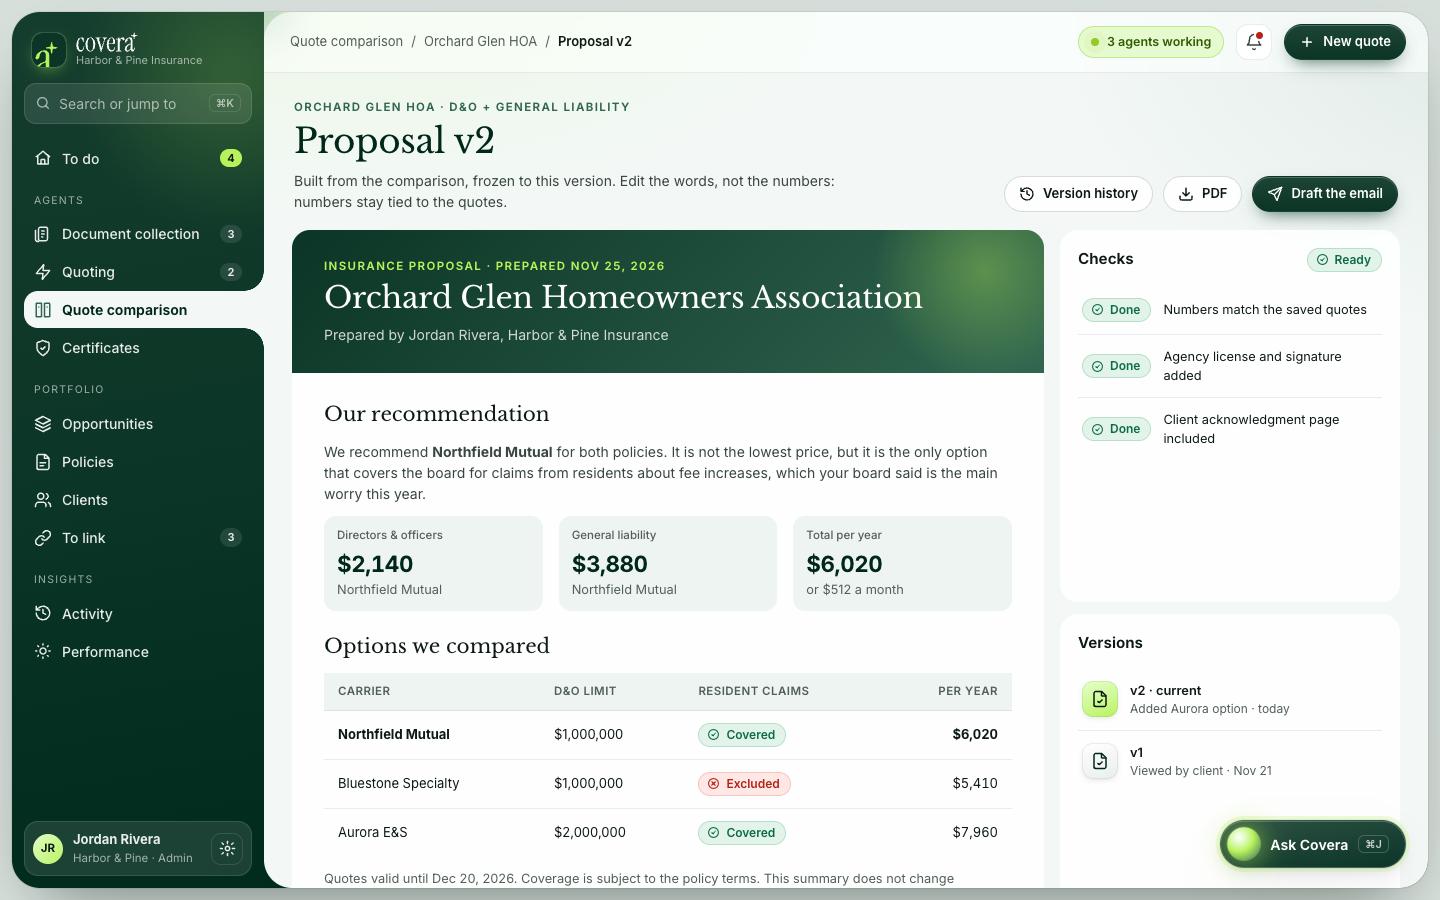 covera
Harbor & Pine Insurance
Search or jump to
⌘K
To do
4
AGENTS
Document collection
3
Quoting
2
Quote comparison
Certificates
PORTFOLIO
Opportunities
Policies
Clients
To link
3
INSIGHTS
Activity
Performance
JR
Jordan Rivera
Harbor & Pine · Admin
Quote comparison / Orchard Glen HOA / Proposal v2
3 agents working
New quote
ORCHARD GLEN HOA · D&O + GENERAL LIABILITY
Proposal v2
Built from the comparison, frozen to this version. Edit the words, not the numbers:
numbers stay tied to the quotes.
Version history
PDF
Draft the email
INSURANCE PROPOSAL · PREPARED NOV 25, 2026
Orchard Glen Homeowners Association
Prepared by Jordan Rivera, Harbor & Pine Insurance
Our recommendation
We recommend Northfield Mutual for both policies. It is not the lowest price, but it is the only option
that covers the board for claims from residents about fee increases, which your board said is the main
worry this year.
Directors & officers
$2,140
Northfield Mutual
General liability
$3,880
Northfield Mutual
Total per year
$6,020
or $512 a month
Options we compared
CARRIER D&O LIMIT RESIDENT CLAIMS PER YEAR
Northfield Mutual $1,000,000 Covered $6,020
Bluestone Specialty $1,000,000 Excluded $5,410
Aurora E&S $2,000,000 Covered $7,960
Quotes valid until Dec 20, 2026. Coverage is subject to the policy terms. This summary does not change
Checks
Ready
Done Numbers match the saved quotes
Done Agency license and signature
added
Done Client acknowledgment page
included
Versions
v2 · current
Added Aurora option · today
v1
Viewed by client · Nov 21
Ask Covera
⌘J